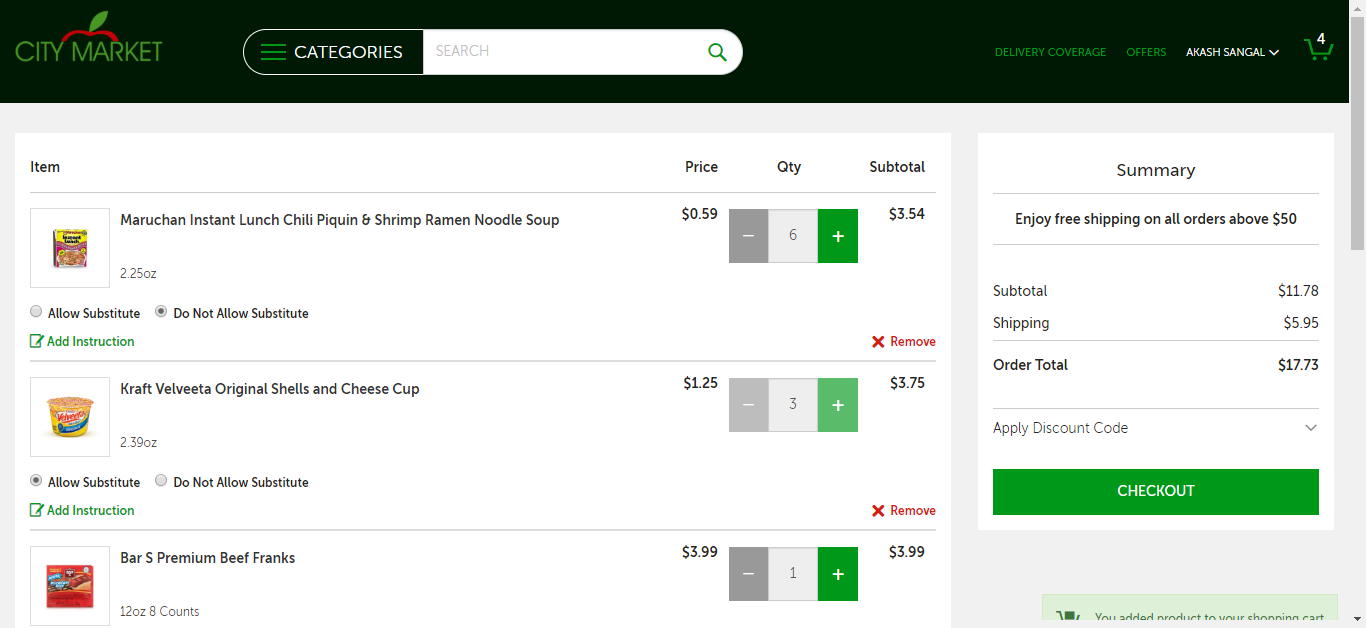 CITY MARKET
CATEGORIES
SEARCH
DELIVERY COVERAGE
OFFERS
AKASH SANGAL
4
Item Price Qty Subtotal
Maruchan Instant Lunch Chili Piquin & Shrimp Ramen Noodle Soup
$0.59 − 6 + $3.54
2.25oz
Allow Substitute Do Not Allow Substitute
Add Instruction Remove
Kraft Velveeta Original Shells and Cheese Cup
$1.25 − 3 + $3.75
2.39oz
Allow Substitute Do Not Allow Substitute
Add Instruction Remove
Bar S Premium Beef Franks
$3.99 − 1 + $3.99
12oz 8 Counts
Summary
Enjoy free shipping on all orders above $50
Subtotal $11.78
Shipping $5.95
Order Total $17.73
Apply Discount Code
CHECKOUT
You added product to your shopping cart